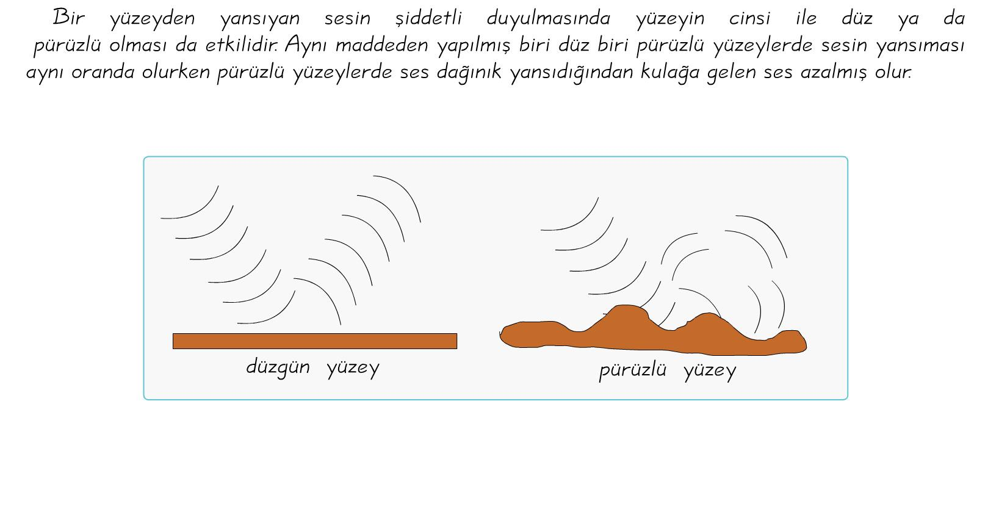 Bir yüzeyden yansıyan sesin şiddetli duyulmasında yüzeyin cinsi ile düz ya da
pürüzlü olması da etkilidir. Aynı maddeden yapılmış biri düz biri pürüzlü yüzeylerde sesin yansıması
aynı oranda olurken pürüzlü yüzeylerde ses dağınık yansıdığından kulağa gelen ses azalmış olur.
düzgün yüzey
pürüzlü yüzey